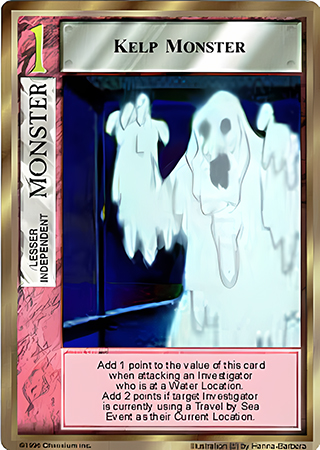 1
KELP MONSTER
MONSTER
LESSER
INDEPENDENT
Add 1 point to the value of this card
when attacking an Investigator
who is at a Water Location.
Add 2 points if target Investigator
is currently using a Travel by Sea
Event as their Current Location.
©1996 Chaosium Inc.
Illustration by Hanna-Barbera